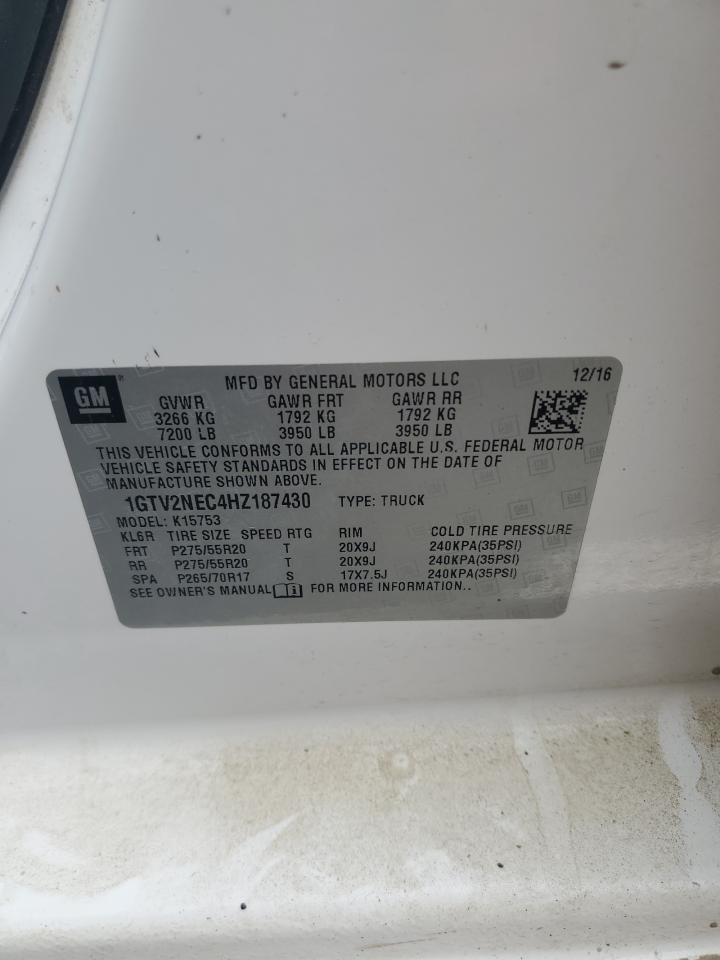 GM
MFD BY GENERAL MOTORS LLC 12/16
GVWR GAWR FRT GAWR RR
3266 KG 1792 KG 1792 KG
7200 LB 3950 LB 3950 LB
THIS VEHICLE CONFORMS TO ALL APPLICABLE U.S. FEDERAL MOTOR
VEHICLE SAFETY STANDARDS IN EFFECT ON THE DATE OF
MANUFACTURE SHOWN ABOVE.
1GTV2NEC4HZ187430 TYPE: TRUCK
MODEL: K15753
KL6R TIRE SIZE SPEED RTG RIM COLD TIRE PRESSURE
FRT P275/55R20 T 20X9J 240KPA(35PSI)
RR P275/55R20 T 20X9J 240KPA(35PSI)
SPA P265/70R17 S 17X7.5J 240KPA(35PSI)
SEE OWNER'S MANUAL FOR MORE INFORMATION..